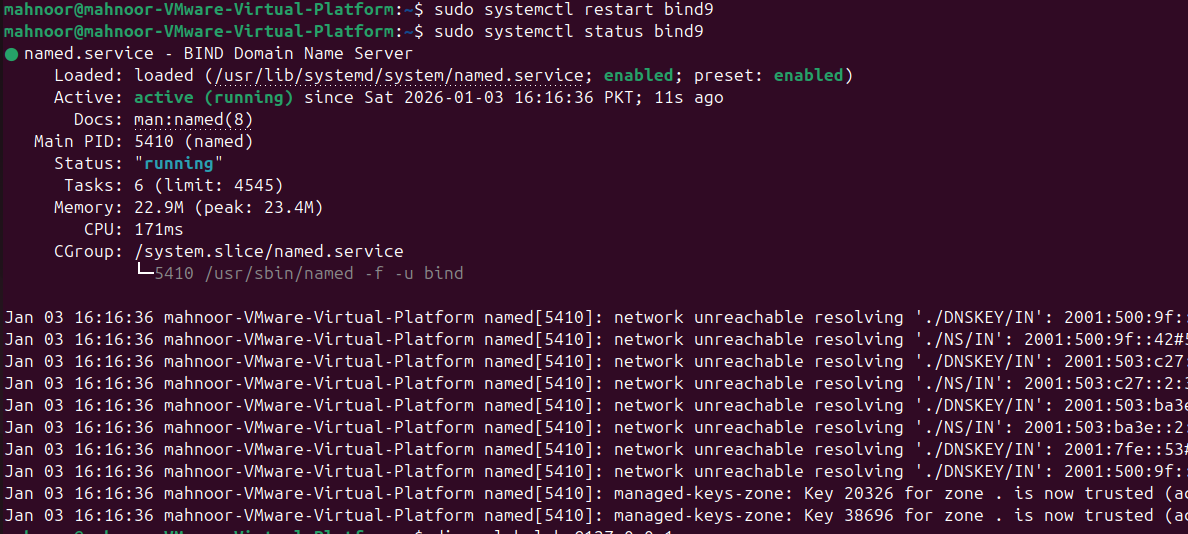 mahnoor@mahnoor-VMware-Virtual-Platform:~$ sudo systemctl restart bind9
mahnoor@mahnoor-VMware-Virtual-Platform:~$ sudo systemctl status bind9
● named.service - BIND Domain Name Server
Loaded: loaded (/usr/lib/systemd/system/named.service; enabled; preset: enabled)
Active: active (running) since Sat 2026-01-03 16:16:36 PKT; 11s ago
Docs: man:named(8)
Main PID: 5410 (named)
Status: "running"
Tasks: 6 (limit: 4545)
Memory: 22.9M (peak: 23.4M)
CPU: 171ms
CGroup: /system.slice/named.service
└─5410 /usr/sbin/named -f -u bind
Jan 03 16:16:36 mahnoor-VMware-Virtual-Platform named[5410]: network unreachable resolving './DNSKEY/IN': 2001:500:9f::
Jan 03 16:16:36 mahnoor-VMware-Virtual-Platform named[5410]: network unreachable resolving './NS/IN': 2001:500:9f::42#5
Jan 03 16:16:36 mahnoor-VMware-Virtual-Platform named[5410]: network unreachable resolving './DNSKEY/IN': 2001:503:c27:
Jan 03 16:16:36 mahnoor-VMware-Virtual-Platform named[5410]: network unreachable resolving './NS/IN': 2001:503:c27::2:3
Jan 03 16:16:36 mahnoor-VMware-Virtual-Platform named[5410]: network unreachable resolving './DNSKEY/IN': 2001:503:ba3e
Jan 03 16:16:36 mahnoor-VMware-Virtual-Platform named[5410]: network unreachable resolving './NS/IN': 2001:503:ba3e::2:
Jan 03 16:16:36 mahnoor-VMware-Virtual-Platform named[5410]: network unreachable resolving './DNSKEY/IN': 2001:7fe::53#
Jan 03 16:16:36 mahnoor-VMware-Virtual-Platform named[5410]: network unreachable resolving './DNSKEY/IN': 2001:500:9f::
Jan 03 16:16:36 mahnoor-VMware-Virtual-Platform named[5410]: managed-keys-zone: Key 20326 for zone . is now trusted (ac
Jan 03 16:16:36 mahnoor-VMware-Virtual-Platform named[5410]: managed-keys-zone: Key 38696 for zone . is now trusted (ac